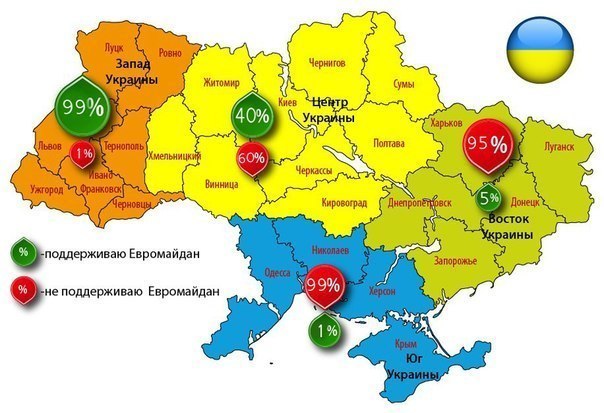 Луцк
Ровно
Запад
Украины
99%
Львов
1%
Тернополь
Ивано
Франковск
Ужгород
Черновцы
Житомир
Чернигов
Сумы
Киев
Центр
Украины
40%
60%
Хмельницкий
Полтава
Черкассы
Винница
Кировоград
Харьков
95%
Луганск
5%
Днепропетровск
Донецк
Восток
Украины
Запорожье
Николаев
Одесса
99%
Херсон
1%
Крым
Юг
Украины
% -поддерживаю Евромайдан
% -не поддерживаю Евромайдан